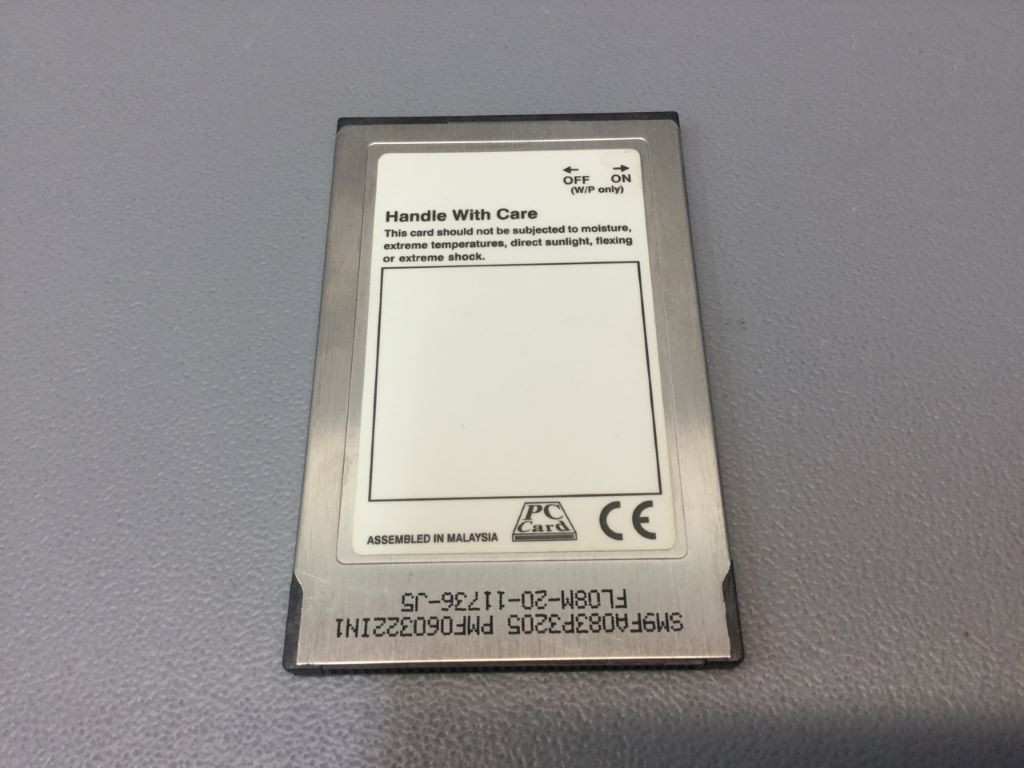 ← →
OFF ON
(W/P only)
Handle With Care
This card should not be subjected to moisture,
extreme temperatures, direct sunlight, flexing
or extreme shock.
ASSEMBLED IN MALAYSIA
PC
Card
CE
SM9FA083P3205 PMF060322IN1
FL08M-20-11736-J5